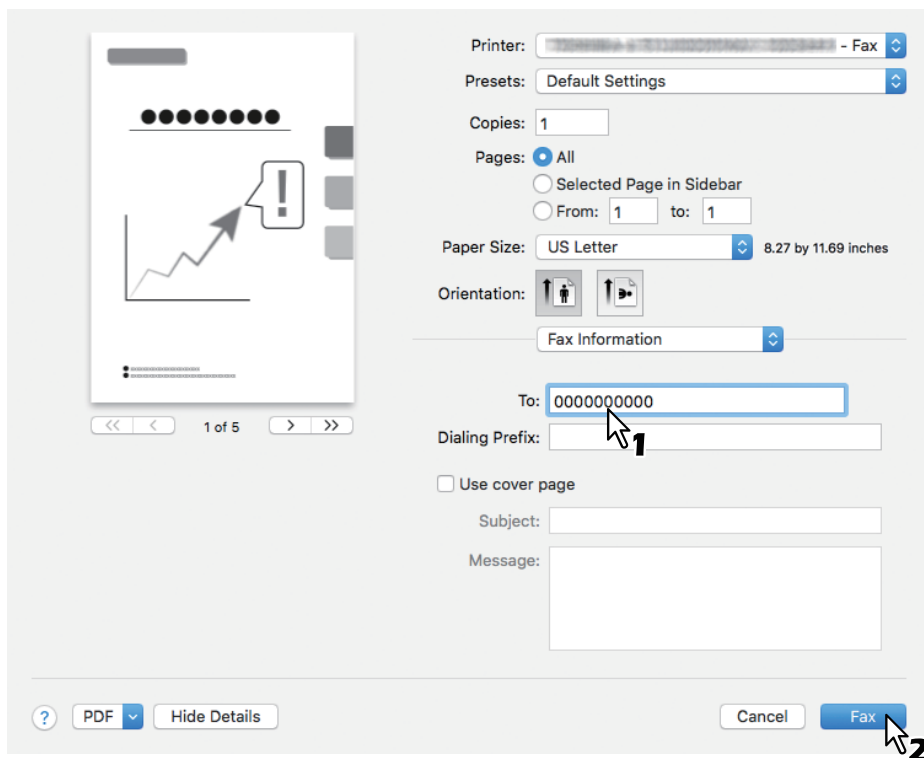 Printer: - Fax
Presets: Default Settings
Copies: 1
Pages: All
Selected Page in Sidebar
From: 1 to: 1
Paper Size: US Letter 8.27 by 11.69 inches
Orientation:
Fax Information
To: 0000000000
1
Dialing Prefix:
Use cover page
Subject:
Message:
!
<< < 1 of 5 > >>
? PDF Hide Details Cancel Fax
2